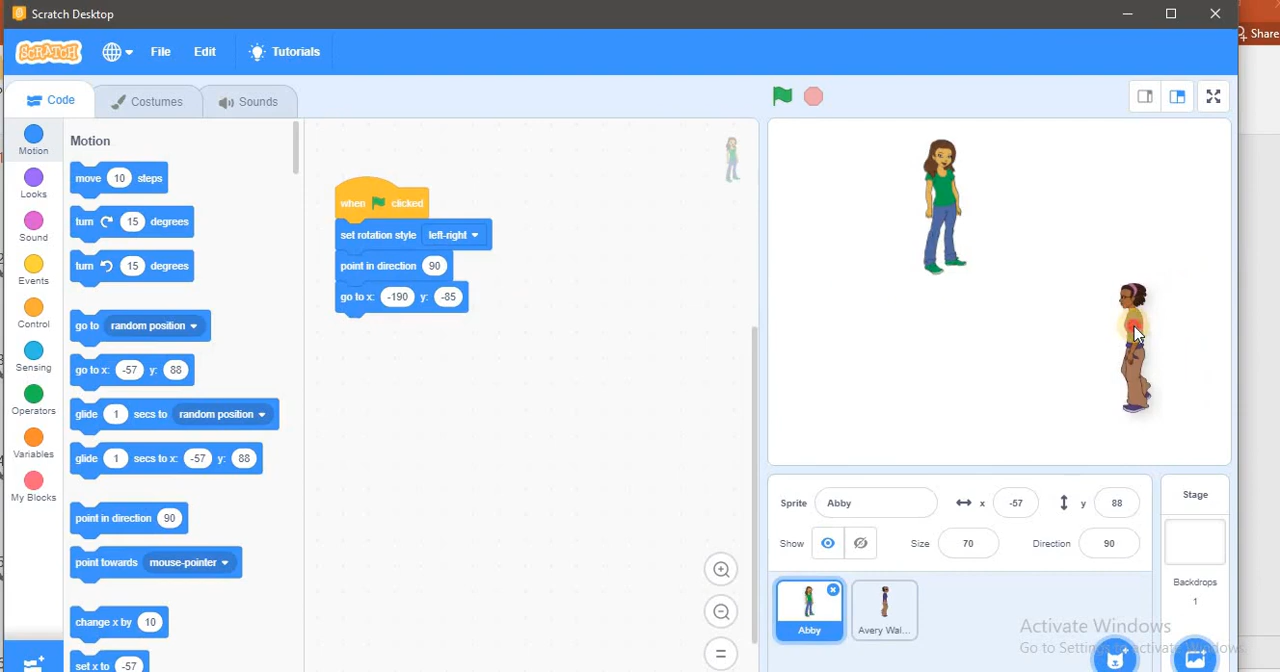 Scratch Desktop
Share
SCRATCH File Edit Tutorials
Code Costumes Sounds
Motion
Looks
Sound
Events
Control
Sensing
Operators
Variables
My Blocks
Motion
move 10 steps
turn 15 degrees
turn 15 degrees
go to random position
go to x: -57 y: 88
glide 1 secs to random position
glide 1 secs to x: -57 y: 88
point in direction 90
point towards mouse-pointer
change x by 10
set x to -57
when clicked
set rotation style left-right
point in direction 90
go to x: -190 y: -85
Sprite Abby x -57 y 88
Show Size 70 Direction 90
Abby
Avery Wal...
Stage
Backdrops
1
Activate Windows
Go to Settings to activate Windows.